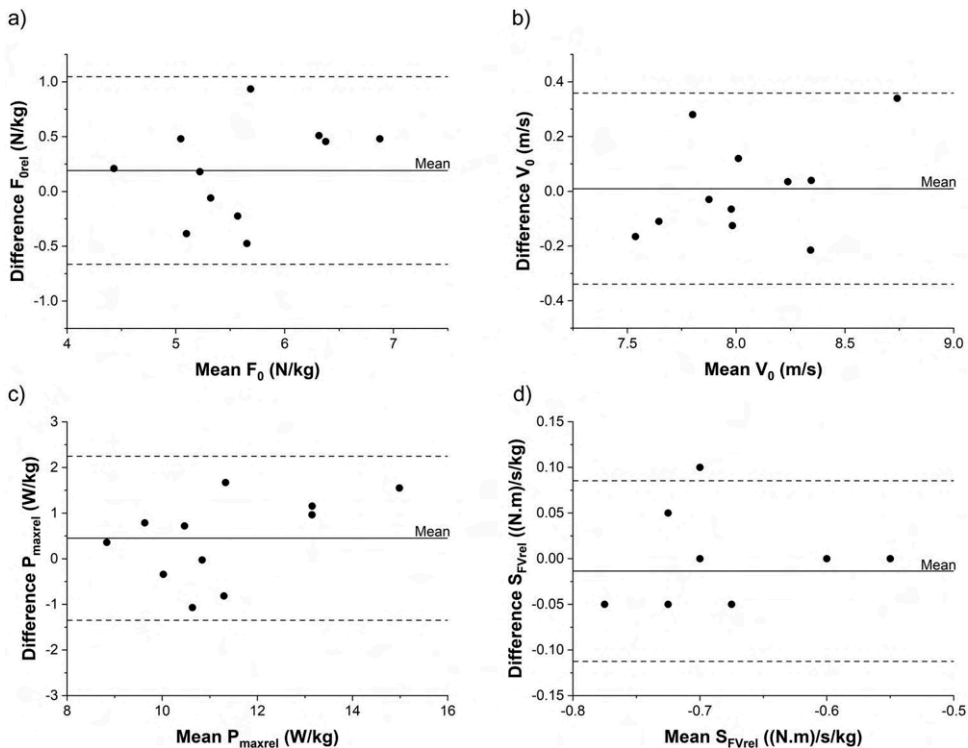 a)
Difference F0rel (N/kg)
1.0
0.5
0.0
-0.5
-1.0
Mean
4
5
6
7
Mean F0 (N/kg)
b)
Difference V0 (m/s)
0.4
0.2
0.0
-0.2
-0.4
Mean
7.5
8.0
8.5
9.0
Mean V0 (m/s)
c)
Difference Pmaxrel (W/kg)
3
2
1
0
-1
-2
-3
Mean
8
10
12
14
16
Mean Pmaxrel (W/kg)
d)
Difference SFVrel ((N.m)/s/kg)
0.15
0.10
0.05
0.00
-0.05
-0.10
-0.15
Mean
-0.8
-0.7
-0.6
-0.5
Mean SFVrel ((N.m)/s/kg)